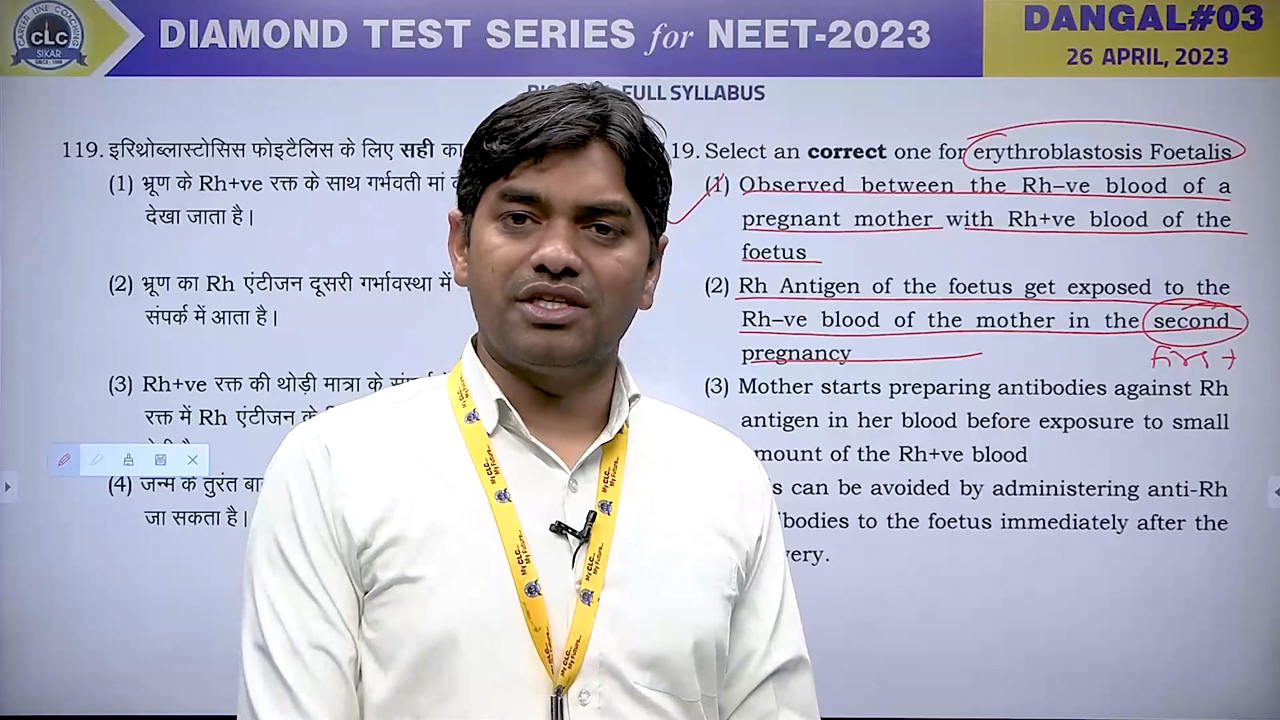 CAREER LINE COACHING
CLC
SIKAR
SINCE : 1996
DIAMOND TEST SERIES for NEET-2023
DANGAL#03
26 APRIL, 2023
FULL SYLLABUS
119. इरिथ्रोब्लास्टोसिस फोइटैलिस के लिए सही
(1) भ्रूण के Rh+ve रक्त के साथ गर्भवती मां
देखा जाता है।
(2) भ्रूण का Rh एंटीजन दूसरी गर्भावस्था में
संपर्क में आता है।
(3) Rh+ve रक्त की थोड़ी मात्रा के
रक्त में Rh एंटीजन के
(4) जन्म के तुरंत
जा सकता है।
19. Select an correct one for erythroblastosis Foetalis
(1) Observed between the Rh–ve blood of a
pregnant mother with Rh+ve blood of the
foetus
(2) Rh Antigen of the foetus get exposed to the
Rh–ve blood of the mother in the second
pregnancy
first
(3) Mother starts preparing antibodies against Rh
antigen in her blood before exposure to small
mount of the Rh+ve blood
s can be avoided by administering anti-Rh
bodies to the foetus immediately after the
very.
My CLC...
My Future...